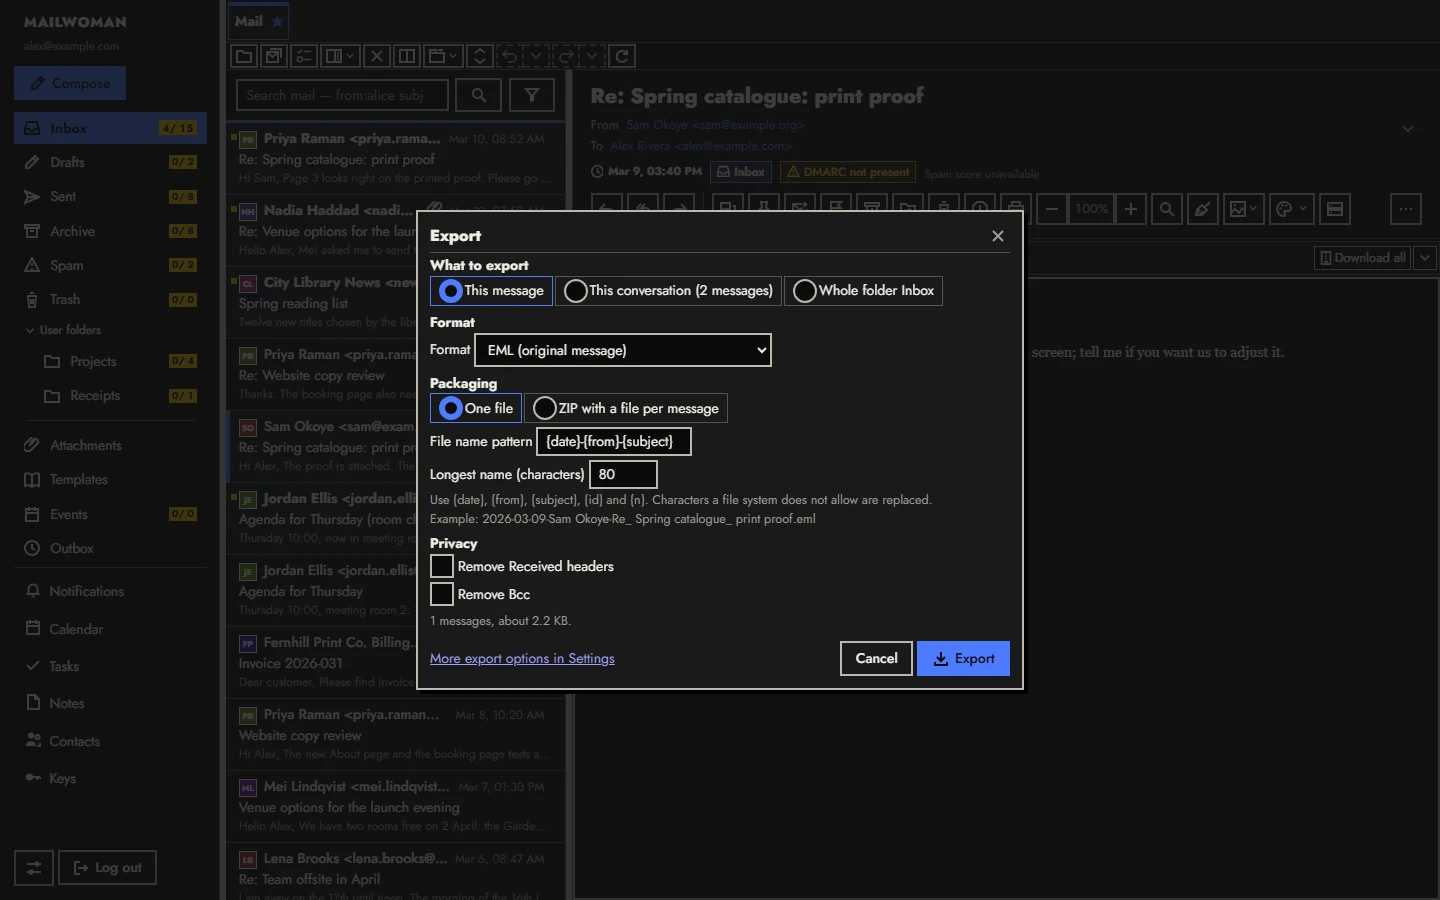 MAILWOMAN
alex@example.com
Compose
Inbox 4/ 15
Drafts 0/ 2
Sent 0/ 8
Archive 0/ 8
Spam 0/ 2
Trash 0/ 0
User folders
Projects 0/ 4
Receipts 0/ 1
Attachments
Templates
Events 0/ 0
Outbox
Notifications
Calendar
Tasks
Notes
Contacts
Keys
Log out
Mail
Search mail — from:alice subj
PR Priya Raman <priya.rama... Mar 10, 08:52 AM
Re: Spring catalogue: print proof
Hi Sam, Page 3 looks right on the printed proof. Please go ...
NH Nadia Haddad <nadi...
Re: Venue options for the laun
Hello Alex, Mei asked me to send
CL City Library News <new
Spring reading list
Twelve new titles chosen by the libr
PR Priya Raman <priya.rama
Re: Website copy review
Thanks. The booking page also nee
SO Sam Okoye <sam@exam
Re: Spring catalogue: print pr
Hi Alex, The proof is attached. The
JE Jordan Ellis <jordan.elli
Agenda for Thursday (room ch
Thursday 10:00, now in meeting ro
JE Jordan Ellis <jordan.ellis
Agenda for Thursday
Thursday 10:00, meeting room 2:
FP Fernhill Print Co. Billing
Invoice 2026-031
Dear customer, Please find invoice
PR Priya Raman <priya.raman... Mar 8, 10:20 AM
Website copy review
Hi Alex, The new About page and the booking page texts a...
ML Mei Lindqvist <mei.lindqvist... Mar 7, 01:30 PM
Venue options for the launch evening
Hello Alex, We have two rooms free on 2 April: the Garde...
LB Lena Brooks <lena.brooks@... Mar 6, 08:47 AM
Re: Team offsite in April
Re: Spring catalogue: print proof
From Sam Okoye <sam@example.org>
To Alex Rivera <alex@example.com>
Mar 9, 03:40 PM Inbox DMARC not present Spam score unavailable
100%
Download all
screen; tell me if you want us to adjust it.
Export
What to export
This message This conversation (2 messages) Whole folder Inbox
Format
Format EML (original message)
Packaging
One file ZIP with a file per message
File name pattern {date}-{from}-{subject}
Longest name (characters) 80
Use {date}, {from}, {subject}, {id} and {n}. Characters a file system does not allow are replaced.
Example: 2026-03-09-Sam Okoye-Re_ Spring catalogue_ print proof.eml
Privacy
Remove Received headers
Remove Bcc
1 messages, about 2.2 KB.
More export options in Settings
Cancel Export